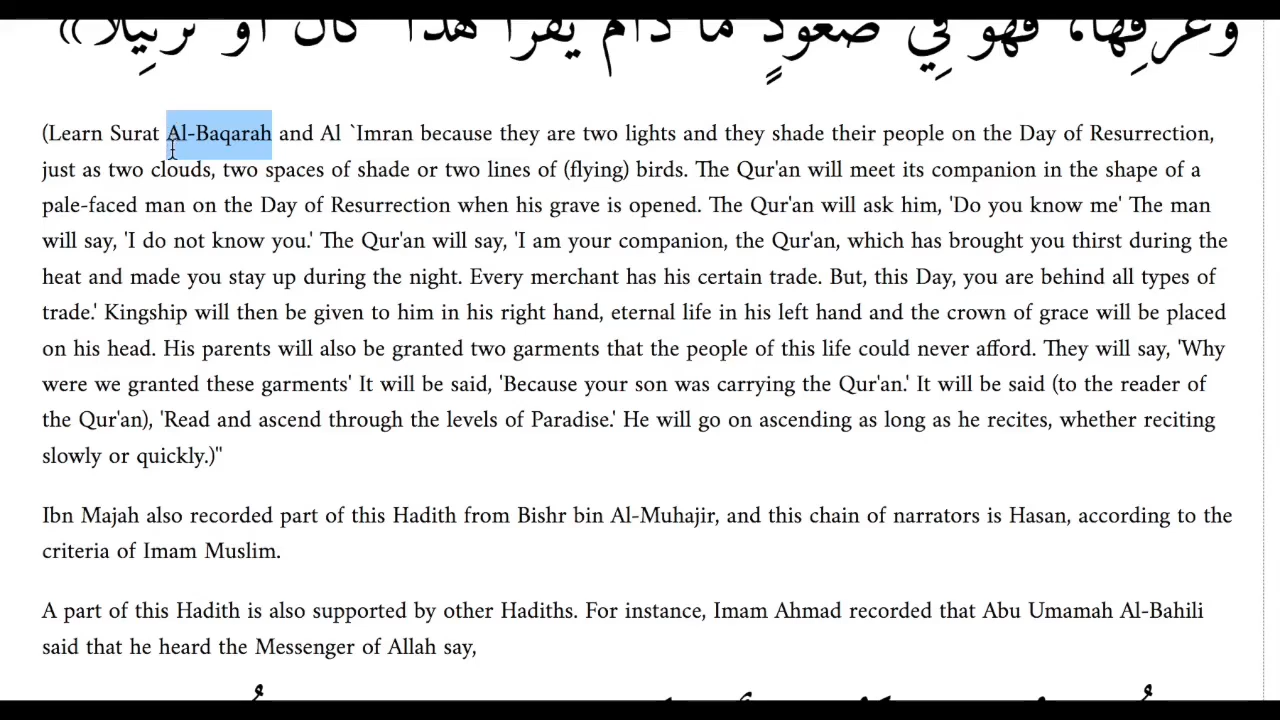 وعرفها، فهو في صعودٍ ما دام يقرأ هذا كان أو ترتيلًا))
(Learn Surat Al-Baqarah and Al `Imran because they are two lights and they shade their people on the Day of Resurrection,
just as two clouds, two spaces of shade or two lines of (flying) birds. The Qur'an will meet its companion in the shape of a
pale-faced man on the Day of Resurrection when his grave is opened. The Qur'an will ask him, 'Do you know me' The man
will say, 'I do not know you.' The Qur'an will say, 'I am your companion, the Qur'an, which has brought you thirst during the
heat and made you stay up during the night. Every merchant has his certain trade. But, this Day, you are behind all types of
trade.' Kingship will then be given to him in his right hand, eternal life in his left hand and the crown of grace will be placed
on his head. His parents will also be granted two garments that the people of this life could never afford. They will say, 'Why
were we granted these garments' It will be said, 'Because your son was carrying the Qur'an.' It will be said (to the reader of
the Qur'an), 'Read and ascend through the levels of Paradise.' He will go on ascending as long as he recites, whether reciting
slowly or quickly.)"
Ibn Majah also recorded part of this Hadith from Bishr bin Al-Muhajir, and this chain of narrators is Hasan, according to the
criteria of Imam Muslim.
A part of this Hadith is also supported by other Hadiths. For instance, Imam Ahmad recorded that Abu Umamah Al-Bahili
said that he heard the Messenger of Allah say,